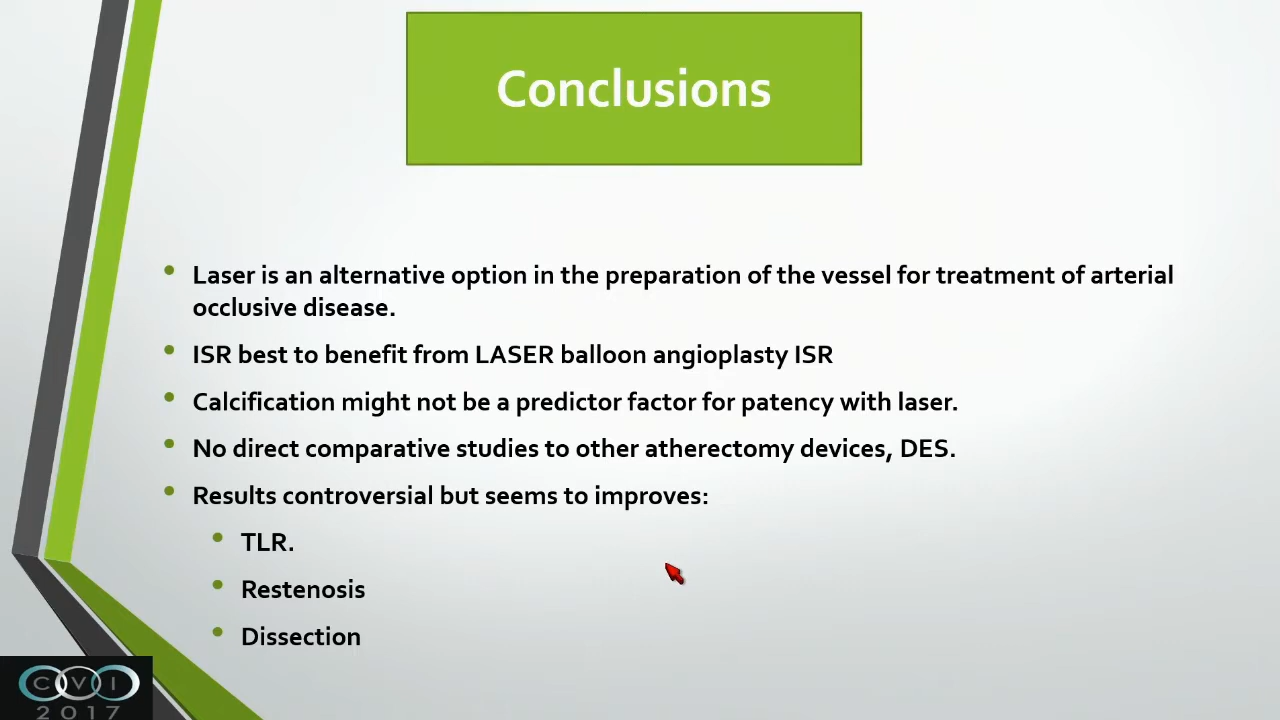 Conclusions
Laser is an alternative option in the preparation of the vessel for treatment of arterial
occlusive disease.
ISR best to benefit from LASER balloon angioplasty ISR
Calcification might not be a predictor factor for patency with laser.
No direct comparative studies to other atherectomy devices, DES.
Results controversial but seems to improves:
TLR.
Restenosis
Dissection
CVI
2017